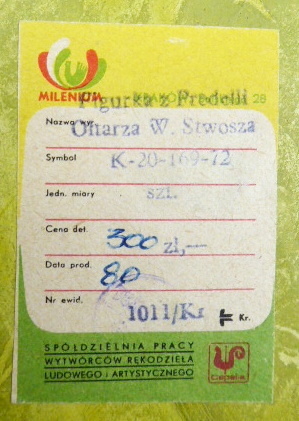 MILENIUM
Figurka z Predelli
28
Nazwa wyr.
Ołtarza W. Stwosza
Symbol
K-20-169-72
Jedn. miary
szt.
Cena det.
300 zł,—
Data prod.
80
Nr ewid.
1011/Kr
Kr.
SPÓŁDZIELNIA PRACY
WYTWÓRCÓW RĘKODZIEŁA
LUDOWEGO i ARTYSTYCZNEGO
Cepelia